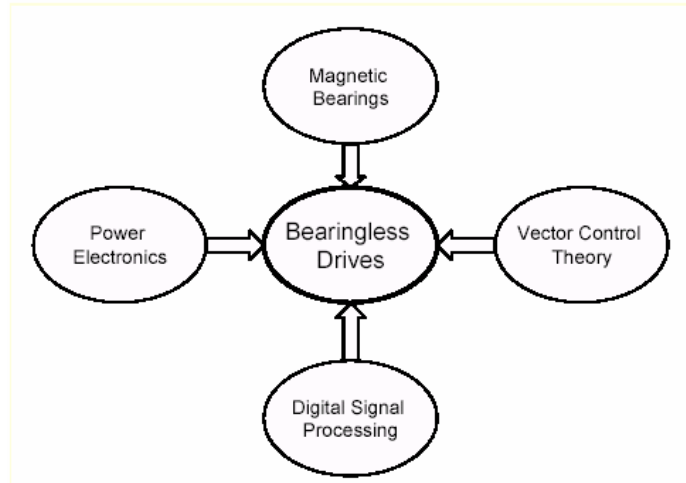 Magnetic
Bearings
Power
Electronics
Bearingless
Drives
Vector Control
Theory
Digital Signal
Processing